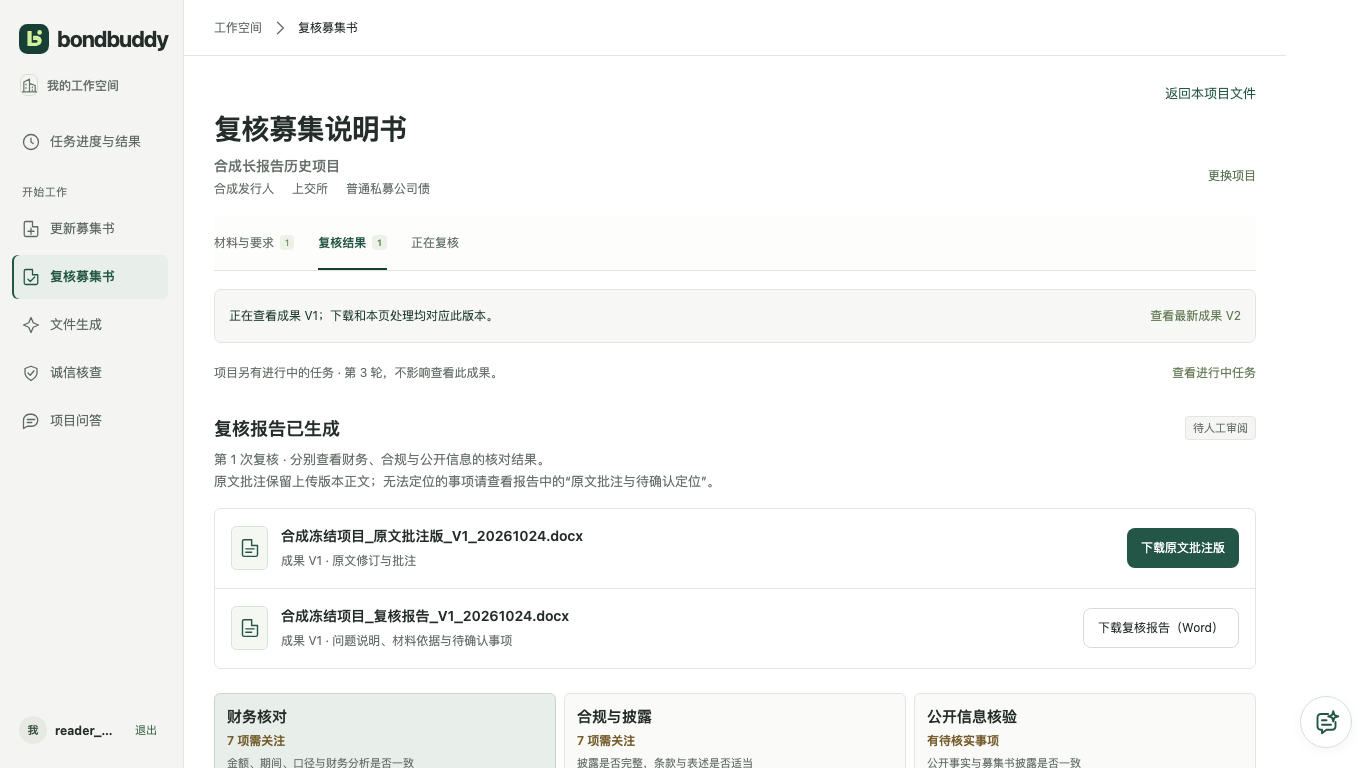 bondbuddy
我的工作空间
任务进度与结果
开始工作
更新募集书
复核募集书
文件生成
诚信核查
项目问答
我 reader_... 退出
工作空间 复核募集书
返回本项目文件
复核募集说明书
合成长报告历史项目
合成发行人 上交所 普通私募公司债
更换项目
材料与要求 1 复核结果 1 正在复核
正在查看成果 V1；下载和本页处理均对应此版本。 查看最新成果 V2
项目另有进行中的任务 · 第 3 轮，不影响查看此成果。 查看进行中任务
复核报告已生成 待人工审阅
第 1 次复核 · 分别查看财务、合规与公开信息的核对结果。
原文批注保留上传版本正文；无法定位的事项请查看报告中的“原文批注与待确认定位”。
合成冻结项目_原文批注版_V1_20261024.docx
成果 V1 · 原文修订与批注
下载原文批注版
合成冻结项目_复核报告_V1_20261024.docx
成果 V1 · 问题说明、材料依据与待确认事项
下载复核报告（Word）
财务核对
7 项需关注
金额、期间、口径与财务分析是否一致
合规与披露
7 项需关注
披露是否完整，条款与表述是否适当
公开信息核验
有待核实事项
公开事实与募集书披露是否一致